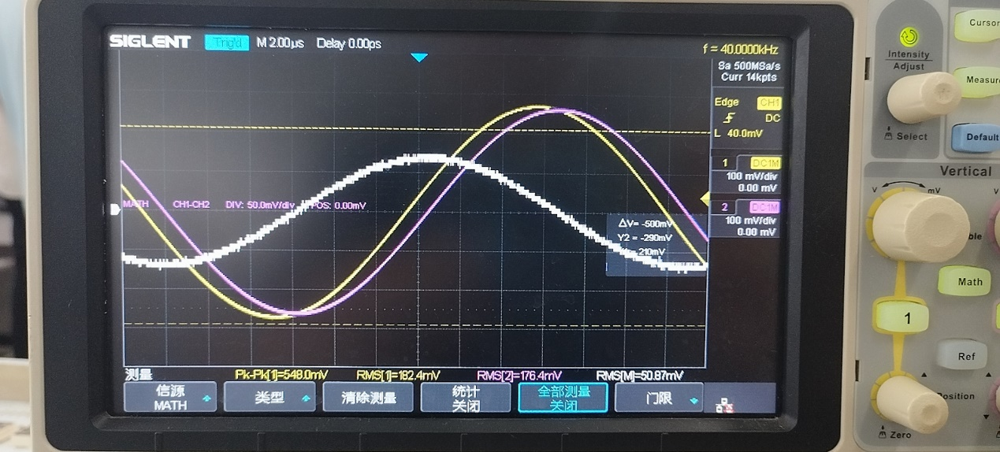 SIGLENT Trig'd M 2.00µs Delay 0.00ps f = 40.0000kHz
Sa 500MSa/s
Curr 14kpts
Edge CH1
DC
L 40.0mV
1 DC1M
100 mV/div
0.00 mV
2 DC1M
100 mV/div
0.00 mV
MATH CH1-CH2 DIV: 50.0mV/div POS: 0.00mV
ΔV= -500mV
Y2 = -290mV
210mV
测量 Pk-Pk[1]=548.0mV RMS[1]=182.4mV RMS[2]=176.4mV RMS[M]=50.87mV
信源
MATH
类型
清除测量
统计
关闭
全部测量
关闭
门限
Intensity
Adjust
Select
Cursor
Measur
Default
Vertical
V mV
V
ble
Math
1
Ref
Position
Zero